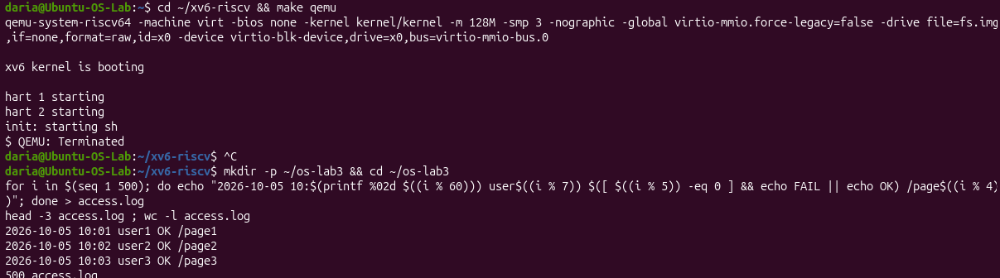 daria@Ubuntu-OS-Lab:~$ cd ~/xv6-riscv && make qemu
qemu-system-riscv64 -machine virt -bios none -kernel kernel/kernel -m 128M -smp 3 -nographic -global virtio-mmio.force-legacy=false -drive file=fs.img
,if=none,format=raw,id=x0 -device virtio-blk-device,drive=x0,bus=virtio-mmio-bus.0
xv6 kernel is booting
hart 1 starting
hart 2 starting
init: starting sh
$ QEMU: Terminated
daria@Ubuntu-OS-Lab:~/xv6-riscv$ ^C
daria@Ubuntu-OS-Lab:~/xv6-riscv$ mkdir -p ~/os-lab3 && cd ~/os-lab3
for i in $(seq 1 500); do echo "2026-10-05 10:$(printf %02d $((i % 60))) user$((i % 7)) $([ $((i % 5)) -eq 0 ] && echo FAIL || echo OK) /page$((i % 4)
)"; done > access.log
head -3 access.log ; wc -l access.log
2026-10-05 10:01 user1 OK /page1
2026-10-05 10:02 user2 OK /page2
2026-10-05 10:03 user3 OK /page3
500 access.log